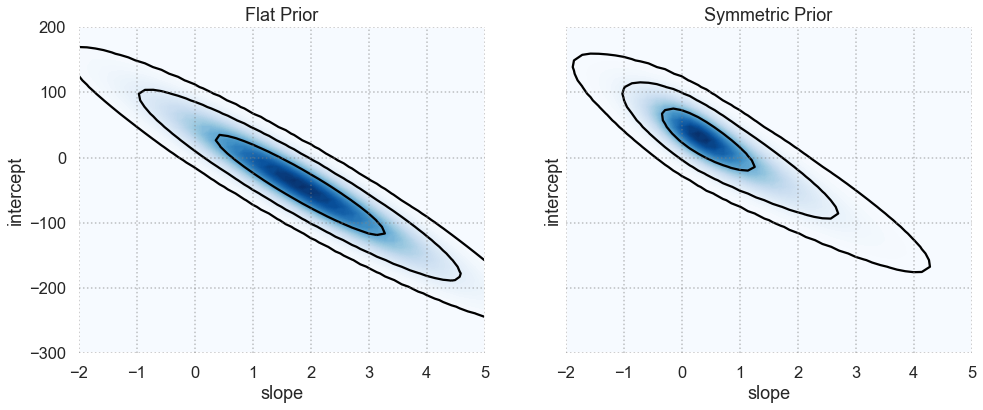 Flat Prior
Symmetric Prior
200
100
0
−100
−200
−300
intercept
intercept
−2 −1 0 1 2 3 4 5
−2 −1 0 1 2 3 4 5
slope
slope